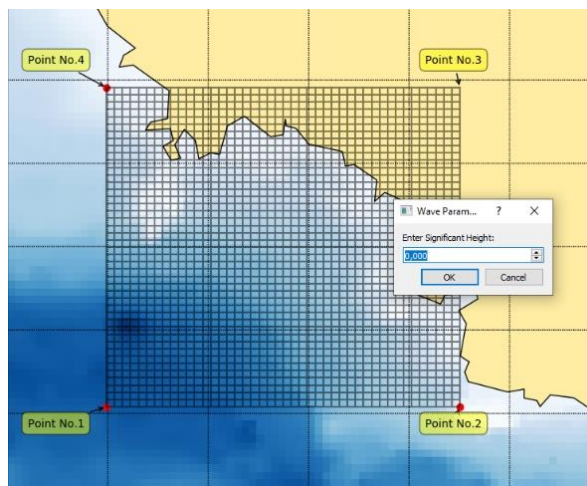 Point No.4
Point No.3
Wave Param...
?
Enter Significant Height:
0,000
OK
Cancel
Point No.1
Point No.2